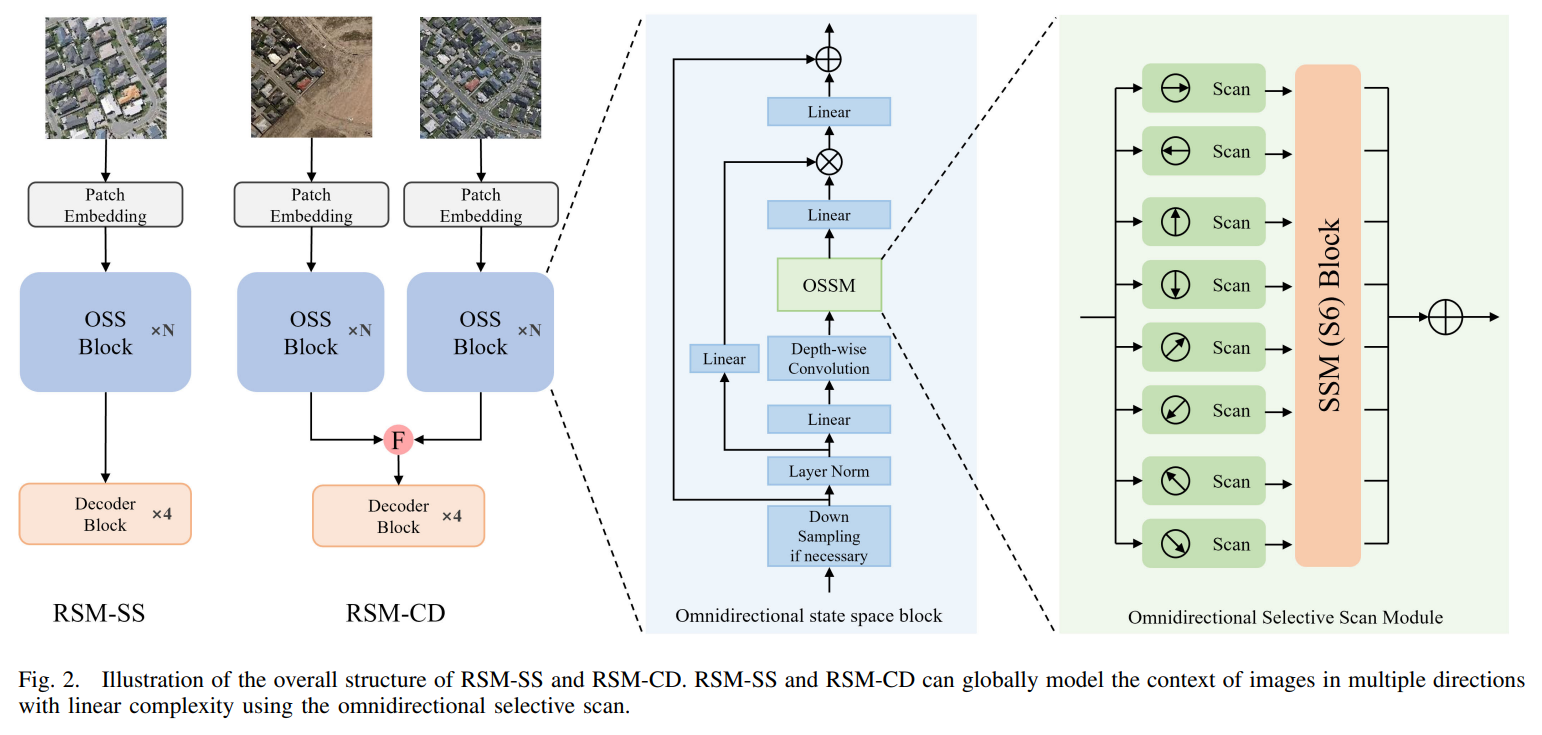 Patch
Embedding
Patch
Embedding
Patch
Embedding
OSS
Block ×N
OSS
Block ×N
OSS
Block ×N
F
Decoder
Block ×4
Decoder
Block ×4
RSM-SS
RSM-CD
Linear
Linear
OSSM
Linear
Depth-wise
Convolution
Linear
Layer Norm
Down
Sampling
if necessary
Omnidirectional state space block
Scan
Scan
Scan
Scan
Scan
Scan
Scan
Scan
SSM (S6) Block
Omnidirectional Selective Scan Module
Fig. 2. Illustration of the overall structure of RSM-SS and RSM-CD. RSM-SS and RSM-CD can globally model the context of images in multiple directions
with linear complexity using the omnidirectional selective scan.